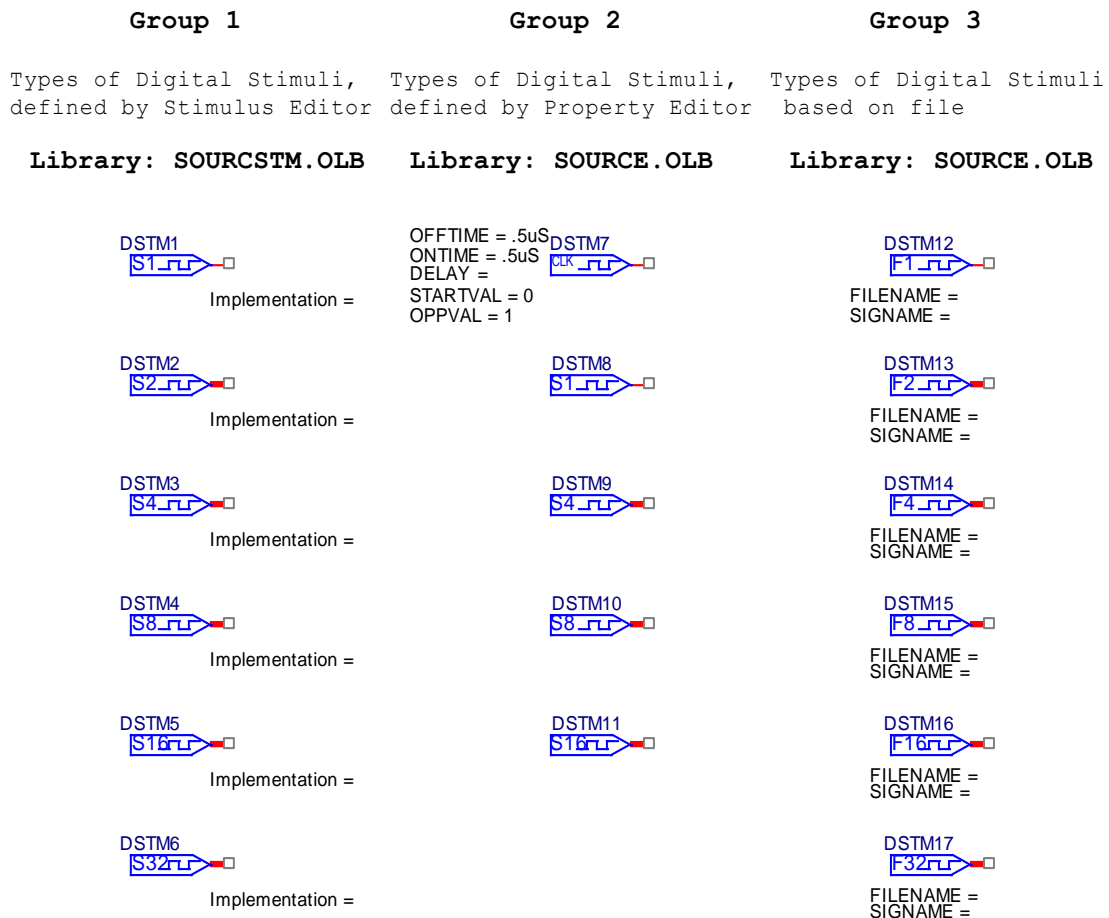 Group 1
Types of Digital Stimuli,
defined by Stimulus Editor
Library: SOURCSTM.OLB
DSTM1
S1
Implementation =
DSTM2
S2
Implementation =
DSTM3
S4
Implementation =
DSTM4
S8
Implementation =
DSTM5
S16
Implementation =
DSTM6
S32
Implementation =
Group 2
Types of Digital Stimuli,
defined by Property Editor
Library: SOURCE.OLB
OFFTIME = .5uS
ONTIME = .5uS
DELAY =
STARTVAL = 0
OPPVAL = 1
DSTM7
CLK
DSTM8
S1
DSTM9
S4
DSTM10
S8
DSTM11
S16
Group 3
Types of Digital Stimuli
based on file
Library: SOURCE.OLB
DSTM12
F1
FILENAME =
SIGNAME =
DSTM13
F2
FILENAME =
SIGNAME =
DSTM14
F4
FILENAME =
SIGNAME =
DSTM15
F8
FILENAME =
SIGNAME =
DSTM16
F16
FILENAME =
SIGNAME =
DSTM17
F32
FILENAME =
SIGNAME =